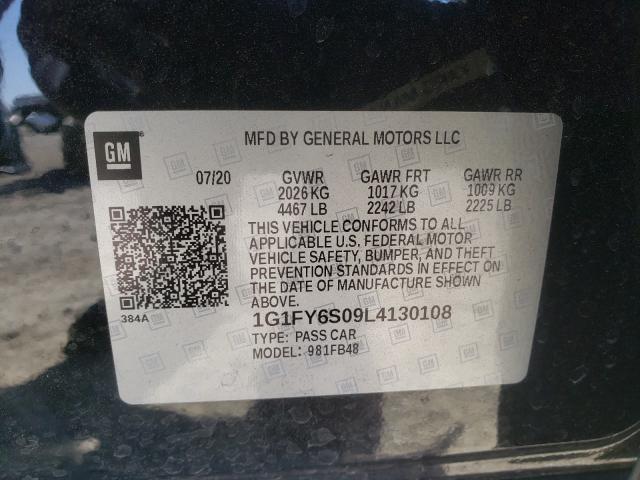 GM
MFD BY GENERAL MOTORS LLC
07/20 GVWR GAWR FRT GAWR RR
2026 KG 1017 KG 1009 KG
4467 LB 2242 LB 2225 LB
THIS VEHICLE CONFORMS TO ALL
APPLICABLE U.S. FEDERAL MOTOR
VEHICLE SAFETY, BUMPER, AND THEFT
PREVENTION STANDARDS IN EFFECT ON
THE DATE OF MANUFACTURE SHOWN
ABOVE.
384A
1G1FY6S09L4130108
TYPE: PASS CAR
MODEL: 981FB48